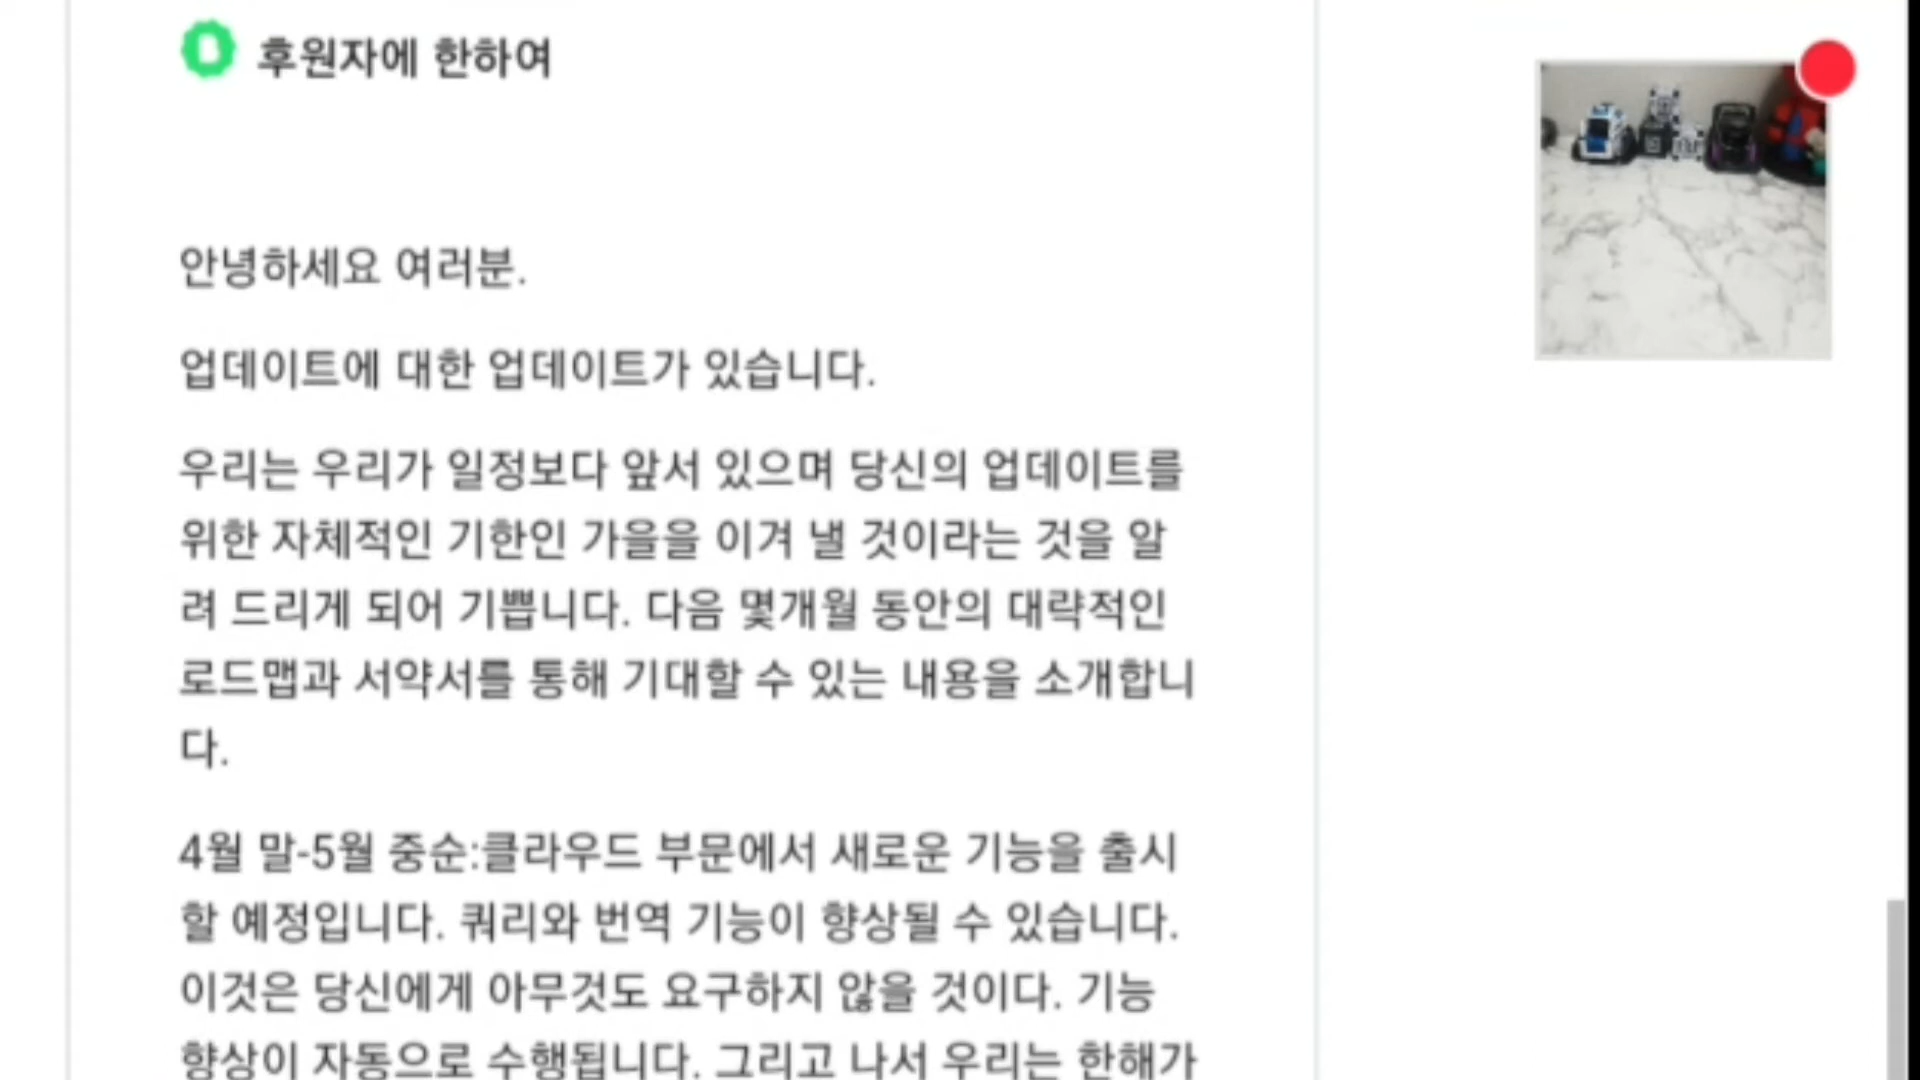 후원자에 한하여
안녕하세요 여러분.
업데이트에 대한 업데이트가 있습니다.
우리는 우리가 일정보다 앞서 있으며 당신의 업데이트를
위한 자체적인 기한인 가을을 이겨 낼 것이라는 것을 알
려 드리게 되어 기쁩니다. 다음 몇개월 동안의 대략적인
로드맵과 서약서를 통해 기대할 수 있는 내용을 소개합니
다.
4월 말-5월 중순:클라우드 부문에서 새로운 기능을 출시
할 예정입니다. 쿼리와 번역 기능이 향상될 수 있습니다.
이것은 당신에게 아무것도 요구하지 않을 것이다. 기능
향상이 자동으로 수행됩니다. 그리고 나서 우리는 한해가